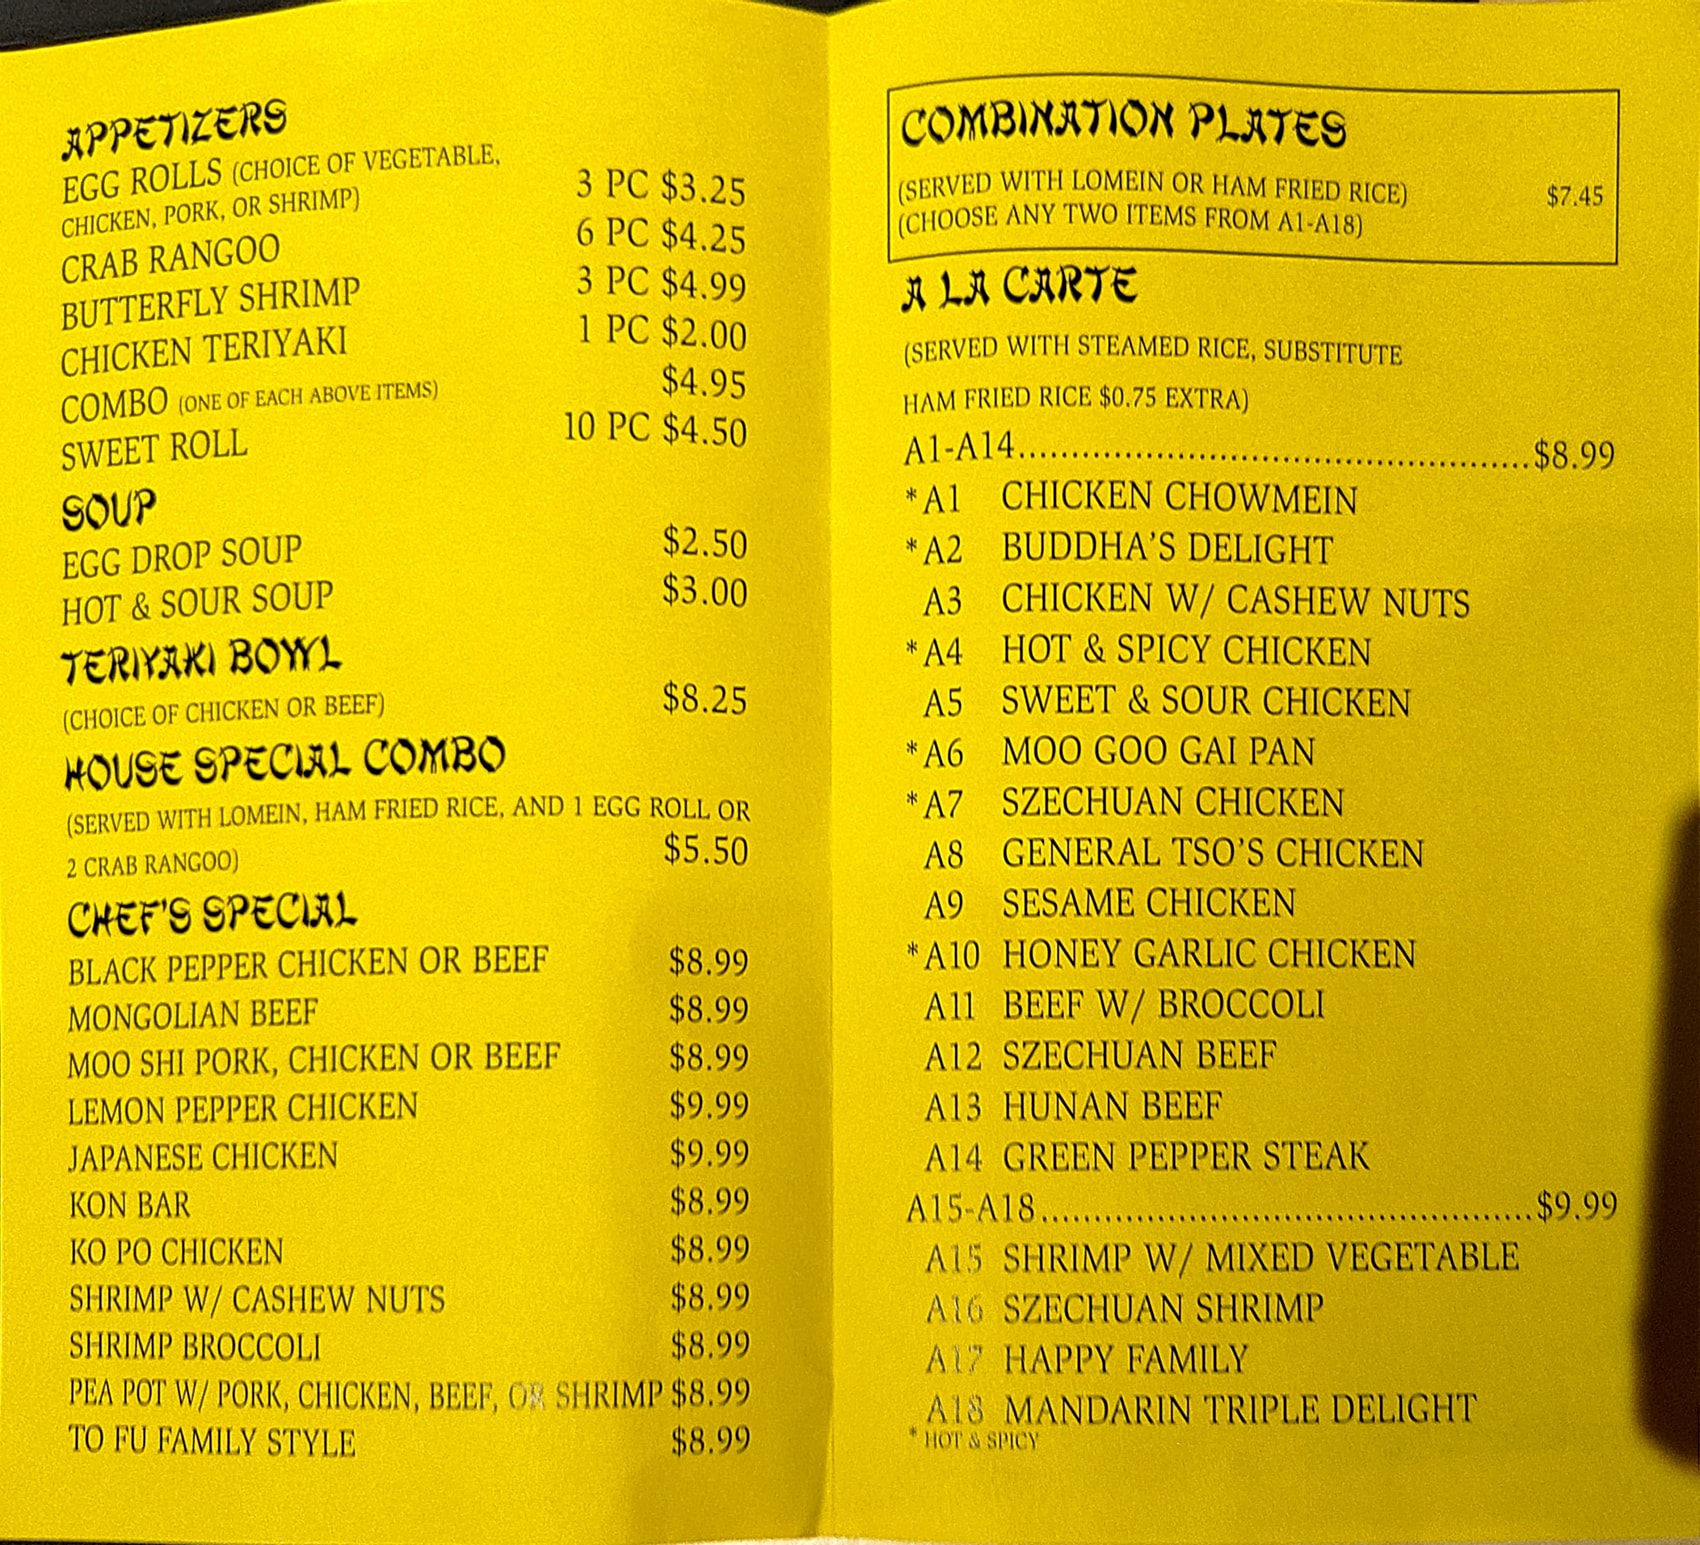 APPETIZERS
EGG ROLLS (CHOICE OF VEGETABLE,
CHICKEN, PORK, OR SHRIMP) 3 PC $3.25
CRAB RANGOO 6 PC $4.25
BUTTERFLY SHRIMP 3 PC $4.99
CHICKEN TERIYAKI 1 PC $2.00
COMBO (ONE OF EACH ABOVE ITEMS) $4.95
SWEET ROLL 10 PC $4.50
SOUP
EGG DROP SOUP $2.50
HOT & SOUR SOUP $3.00
TERIYAKI BOWL
(CHOICE OF CHICKEN OR BEEF) $8.25
HOUSE SPECIAL COMBO
(SERVED WITH LOMEIN, HAM FRIED RICE, AND 1 EGG ROLL OR
2 CRAB RANGOO) $5.50
CHEF'S SPECIAL
BLACK PEPPER CHICKEN OR BEEF $8.99
MONGOLIAN BEEF $8.99
MOO SHI PORK, CHICKEN OR BEEF $8.99
LEMON PEPPER CHICKEN $9.99
JAPANESE CHICKEN $9.99
KON BAR $8.99
KO PO CHICKEN $8.99
SHRIMP W/ CASHEW NUTS $8.99
SHRIMP BROCCOLI $8.99
PEA POT W/ PORK, CHICKEN, BEEF, OR SHRIMP $8.99
TO FU FAMILY STYLE $8.99
COMBINATION PLATES
(SERVED WITH LOMEIN OR HAM FRIED RICE) $7.45
(CHOOSE ANY TWO ITEMS FROM A1-A18)
A LA CARTE
(SERVED WITH STEAMED RICE, SUBSTITUTE
HAM FRIED RICE $0.75 EXTRA)
A1-A14..................................................$8.99
*A1 CHICKEN CHOWMEIN
*A2 BUDDHA'S DELIGHT
A3 CHICKEN W/ CASHEW NUTS
*A4 HOT & SPICY CHICKEN
A5 SWEET & SOUR CHICKEN
*A6 MOO GOO GAI PAN
*A7 SZECHUAN CHICKEN
A8 GENERAL TSO'S CHICKEN
A9 SESAME CHICKEN
*A10 HONEY GARLIC CHICKEN
A11 BEEF W/ BROCCOLI
A12 SZECHUAN BEEF
A13 HUNAN BEEF
A14 GREEN PEPPER STEAK
A15-A18................................................$9.99
A15 SHRIMP W/ MIXED VEGETABLE
A16 SZECHUAN SHRIMP
A17 HAPPY FAMILY
A18 MANDARIN TRIPLE DELIGHT
* HOT & SPICY